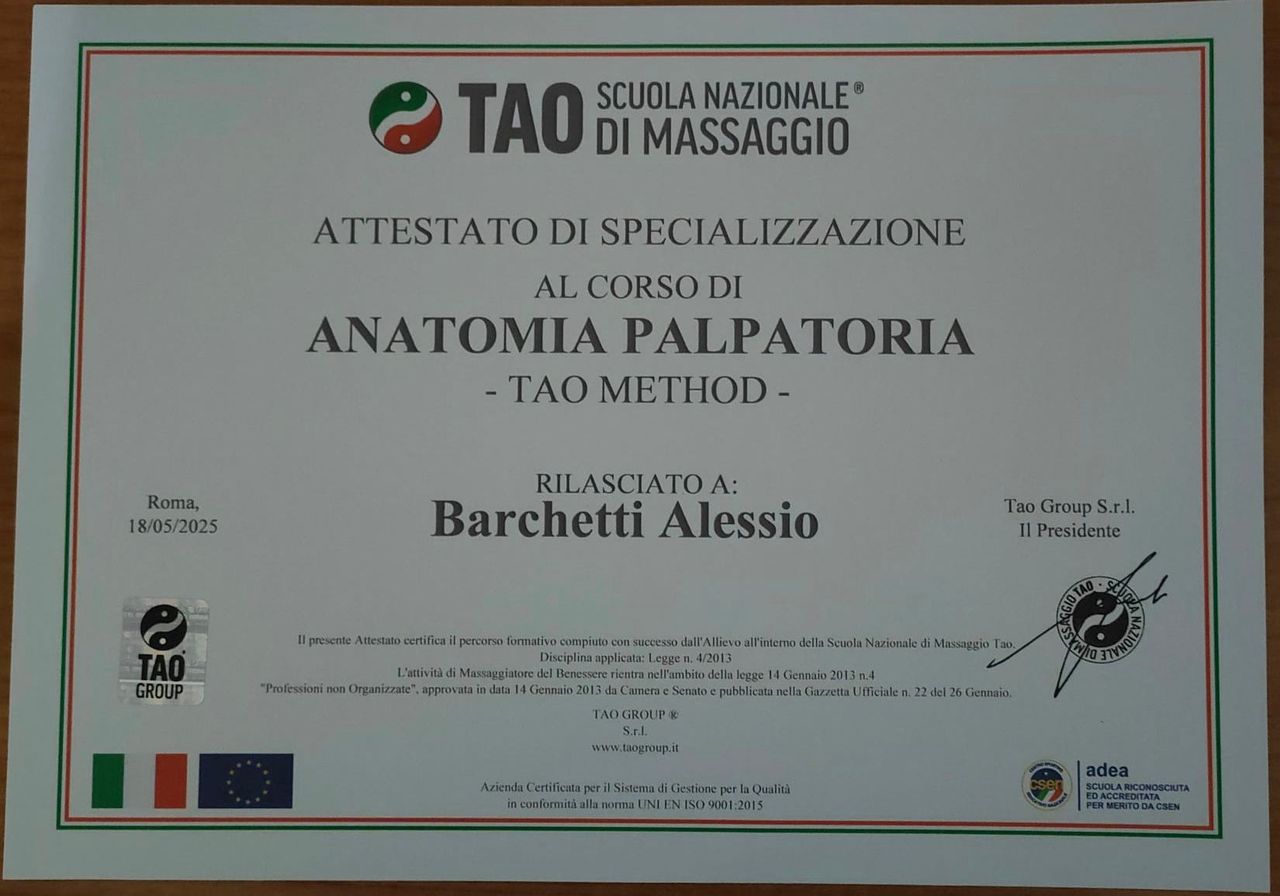 TAO SCUOLA NAZIONALE®
DI MASSAGGIO
ATTESTATO DI SPECIALIZZAZIONE
AL CORSO DI
ANATOMIA PALPATORIA
- TAO METHOD -
RILASCIATO A:
Barchetti Alessio
Roma,
18/05/2025
Tao Group S.r.l.
Il Presidente
TAO
GROUP
MASSAGGIO TAO - SCUOLA NAZIONALE DI
Il presente Attestato certifica il percorso formativo compiuto con successo dall'Allievo all'interno della Scuola Nazionale di Massaggio Tao.
Disciplina applicata: Legge n. 4/2013
L'attività di Massaggiatore del Benessere rientra nell'ambito della legge 14 Gennaio 2013 n.4
"Professioni non Organizzate", approvata in data 14 Gennaio 2013 da Camera e Senato e pubblicata nella Gazzetta Ufficiale n. 22 del 26 Gennaio.
TAO GROUP ®
S.r.l.
www.taogroup.it
Azienda Certificata per il Sistema di Gestione per la Qualità
in conformità alla norma UNI EN ISO 9001:2015
csen
adea
SCUOLA RICONOSCIUTA
ED ACCREDITATA
PER MERITO DA CSEN